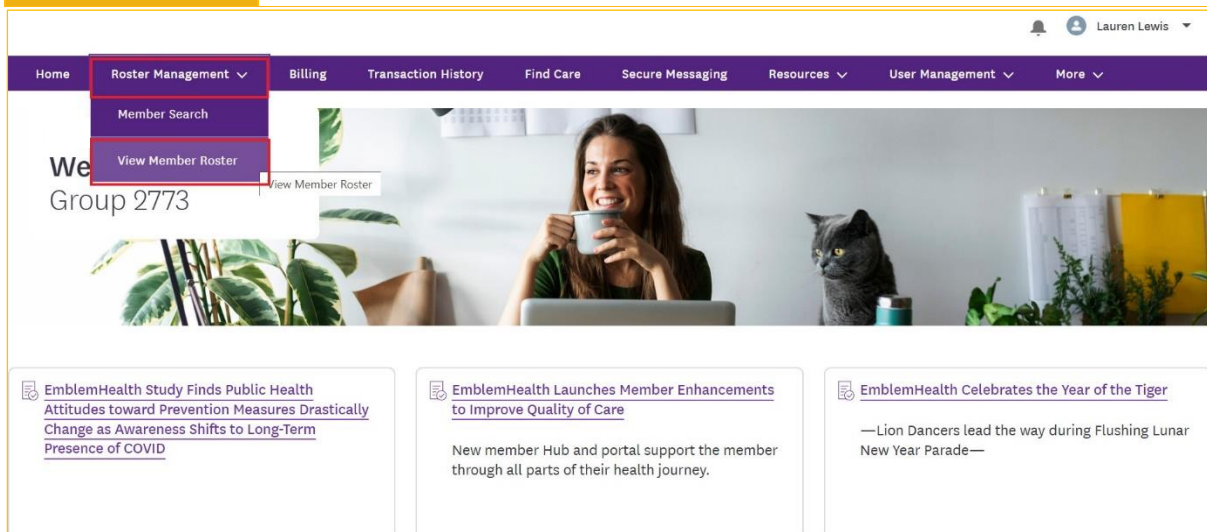 Lauren Lewis
Home Roster Management Billing Transaction History Find Care Secure Messaging Resources User Management More
Member Search
View Member Roster
We
View Member Roster
Group 2773
EmblemHealth Study Finds Public Health
Attitudes toward Prevention Measures Drastically
Change as Awareness Shifts to Long-Term
Presence of COVID
EmblemHealth Launches Member Enhancements
to Improve Quality of Care
New member Hub and portal support the member
through all parts of their health journey.
EmblemHealth Celebrates the Year of the Tiger
—Lion Dancers lead the way during Flushing Lunar
New Year Parade—